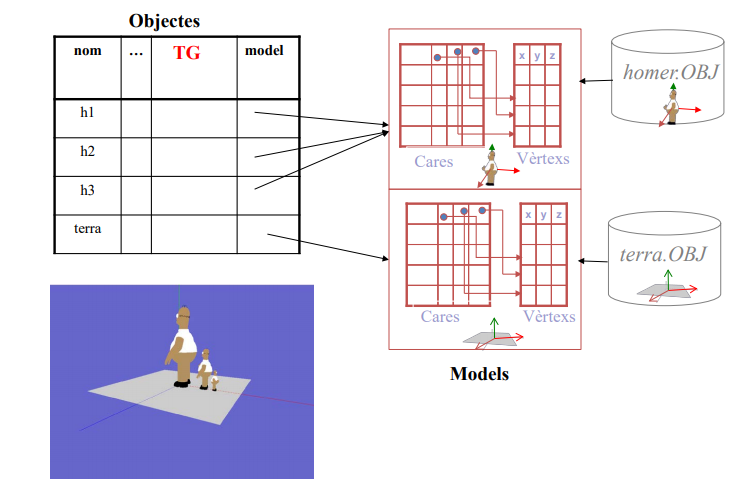 Objectes
nom … TG model
h1
h2
h3
terra
x y z
Cares Vèrtexs
homer.OBJ
x y z
Cares Vèrtexs
terra.OBJ
Models